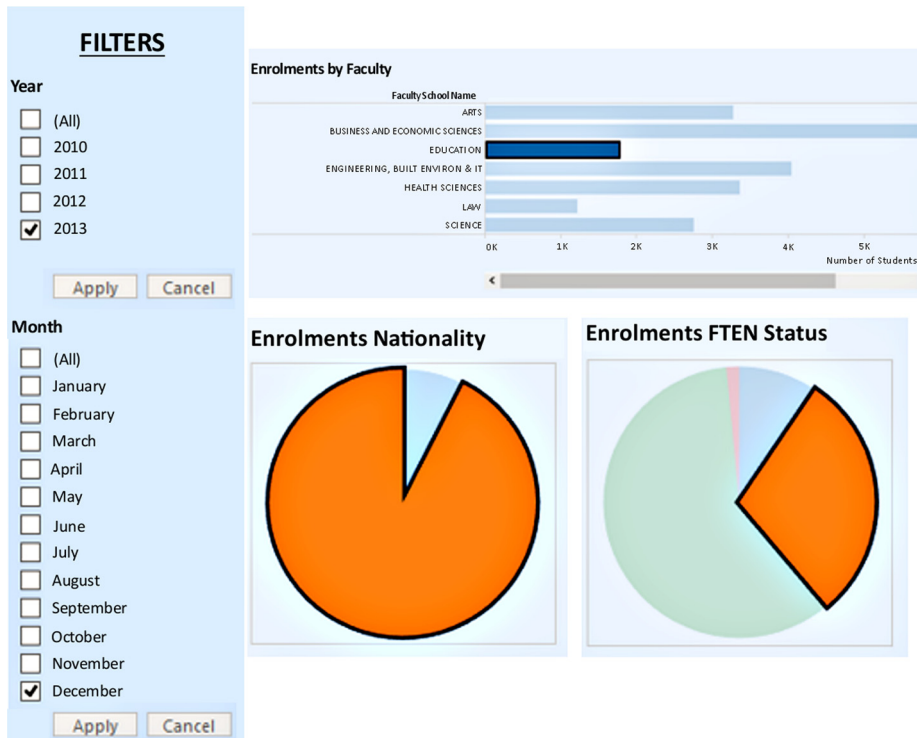 FILTERS
Year
(All)
2010
2011
2012
2013
Apply Cancel
Month
(All)
January
February
March
April
May
June
July
August
September
October
November
December
Apply Cancel
Enrolments by Faculty
Faculty School Name
ARTS
BUSINESS AND ECONOMIC SCIENCES
EDUCATION
ENGINEERING, BUILT ENVIRON & IT
HEALTH SCIENCES
LAW
SCIENCE
0K 1K 2K 3K 4K 5K
Number of Students
Enrolments Nationality
Enrolments FTEN Status